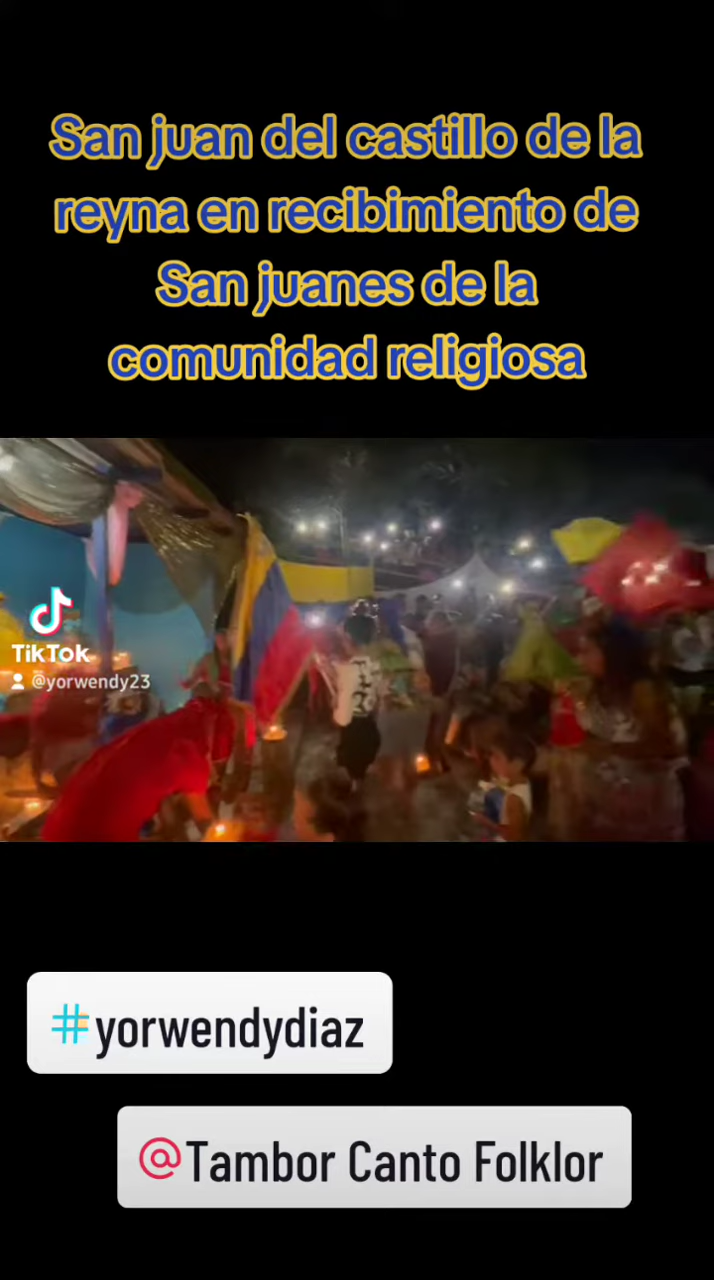 San juan del castillo de la
reyna en recibimiento de
San juanes de la
comunidad religiosa
TikTok
@yorwendy23
#yorwendydiaz
@Tambor Canto Folklor